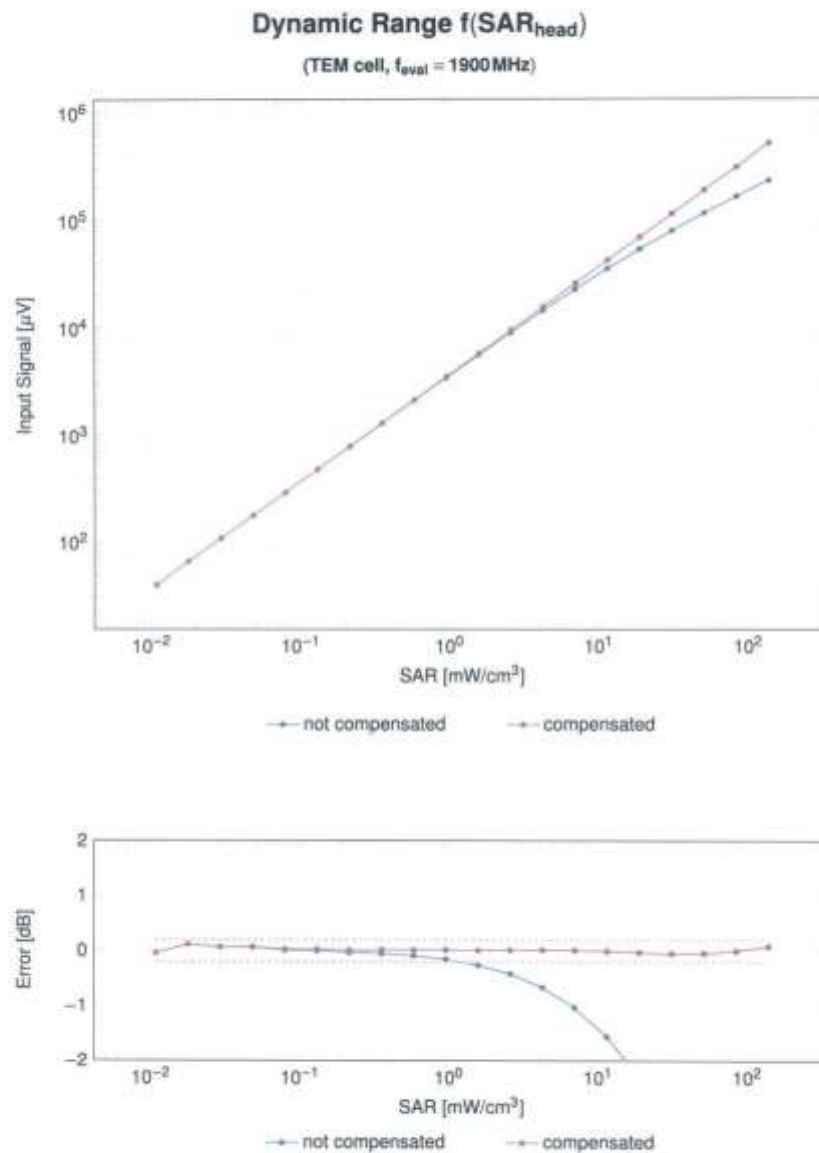 Dynamic Range f(SAR_head)
(TEM cell, f_eval = 1900 MHz)
10⁶
10⁵
10⁴
10³
10²
Input Signal [µV]
10⁻² 10⁻¹ 10⁰ 10¹ 10²
SAR [mW/cm³]
not compensated compensated
2
1
0
−1
−2
Error [dB]
10⁻² 10⁻¹ 10⁰ 10¹ 10²
SAR [mW/cm³]
not compensated compensated